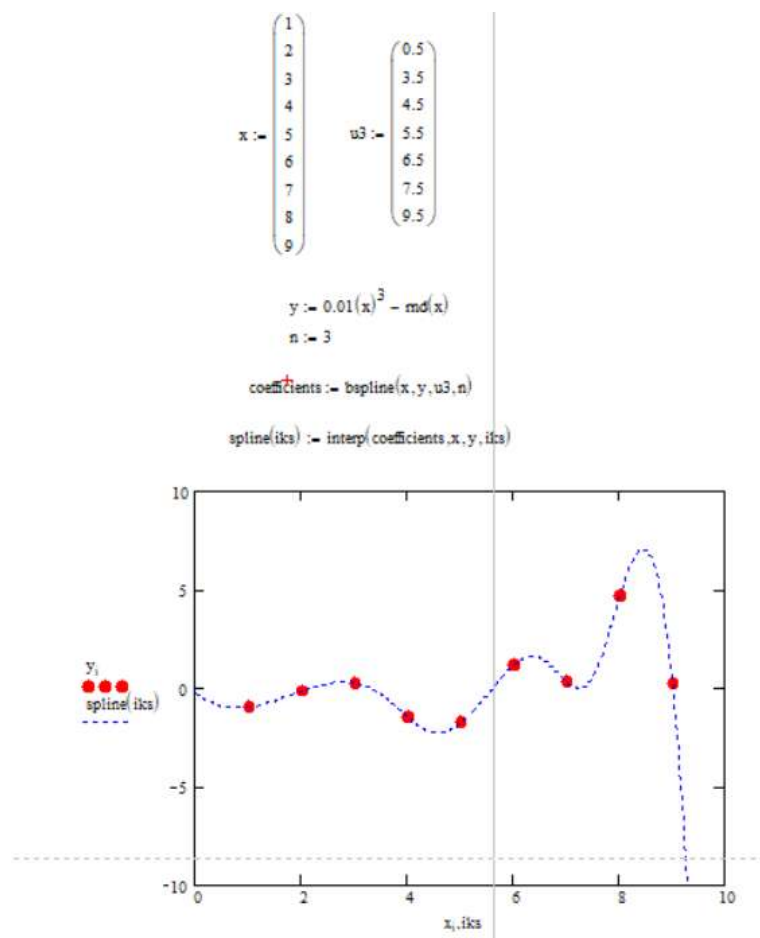 x := 1 2 3 4 5 6 7 8 9
u3 := 0.5 3.5 4.5 5.5 6.5 7.5 9.5
y := 0.01(x)^3 − rnd(x)
n := 3
coefficients := bspline(x,y,u3,n)
spline(iks) := interp(coefficients,x,y,iks)
10
5
0
−5
−10
y_i
spline(iks)
0 2 4 6 8 10
x_i,iks